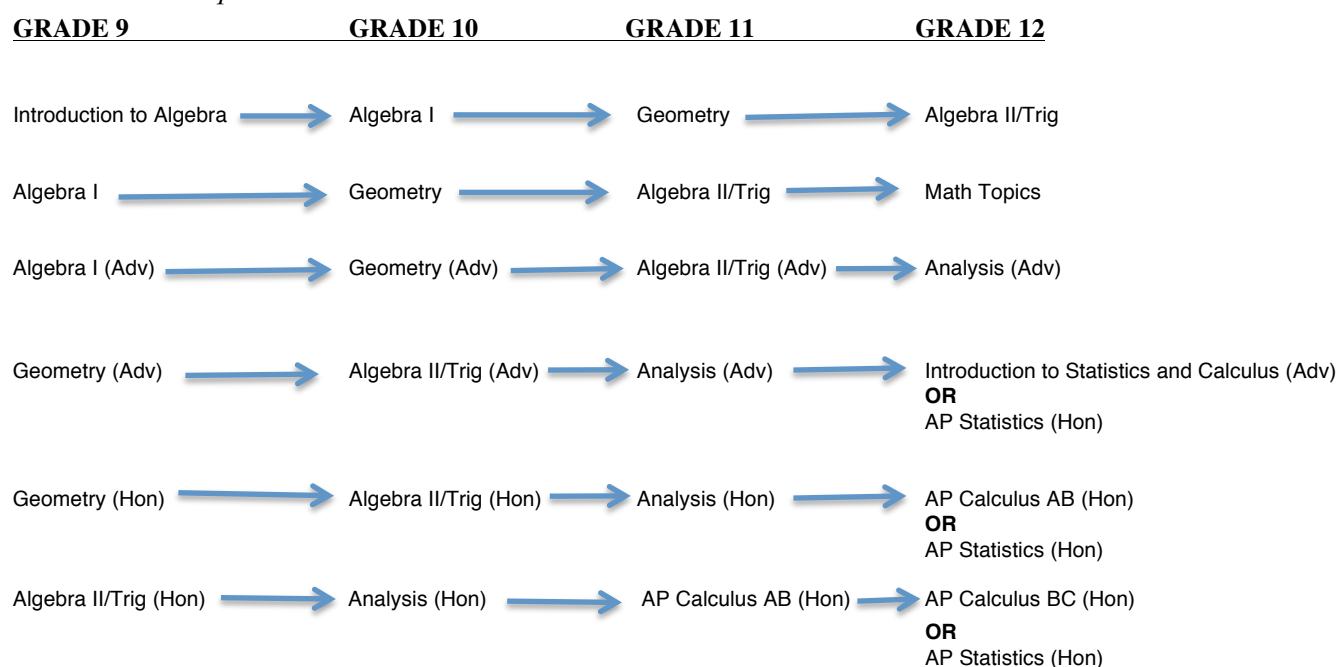 GRADE 9 GRADE 10 GRADE 11 GRADE 12
Introduction to Algebra Algebra I Geometry Algebra II/Trig
Algebra I Geometry Algebra II/Trig Math Topics
Algebra I (Adv) Geometry (Adv) Algebra II/Trig (Adv) Analysis (Adv)
Geometry (Adv) Algebra II/Trig (Adv) Analysis (Adv) Introduction to Statistics and Calculus (Adv)
OR
AP Statistics (Hon)
Geometry (Hon) Algebra II/Trig (Hon) Analysis (Hon) AP Calculus AB (Hon)
OR
AP Statistics (Hon)
Algebra II/Trig (Hon) Analysis (Hon) AP Calculus AB (Hon) AP Calculus BC (Hon)
OR
AP Statistics (Hon)